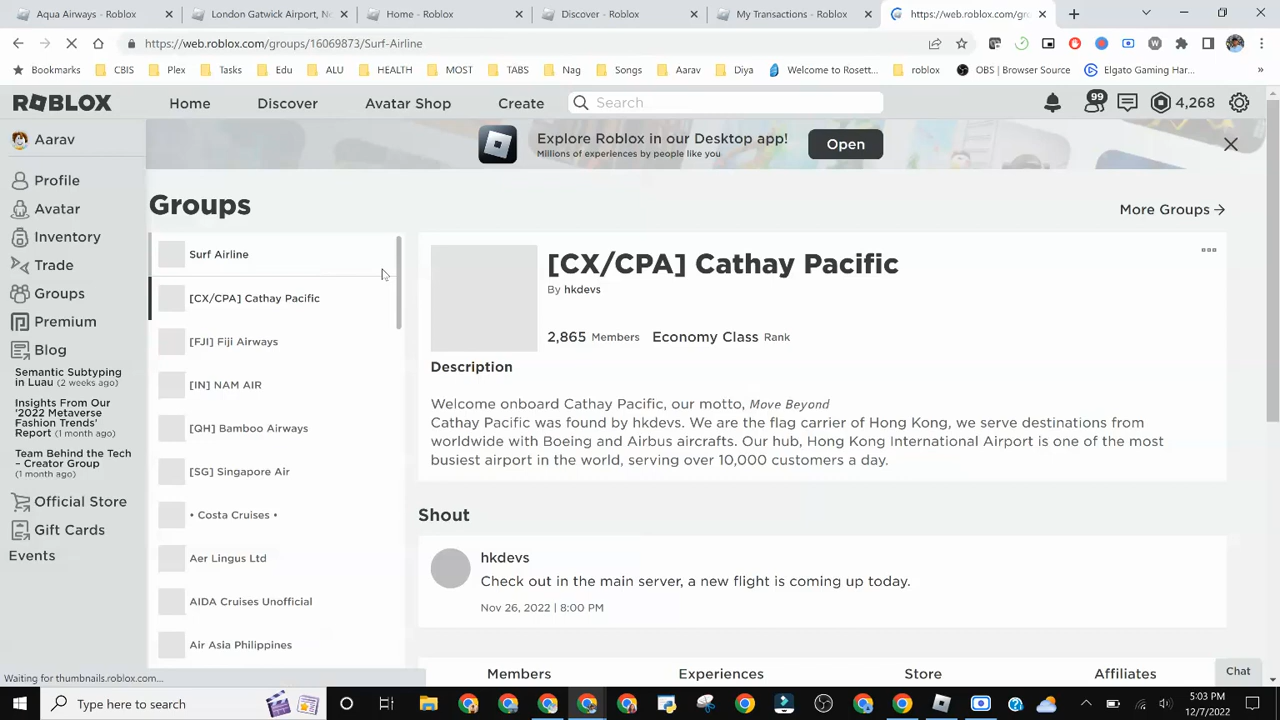 Aqua Airways - Roblox
London Gatwick Airport, N
Home - Roblox
Discover - Roblox
My Transactions - Roblox
https://web.roblox.com/gr
https://web.roblox.com/groups/16069873/Surf-Airline
Bookmarks
CBIS
Plex
Tasks
Edu
ALU
HEALTH
MOST
TABS
Nag
Songs
Aarav
Diya
Welcome to Rosett...
roblox
OBS | Browser Source
Elgato Gaming Har...
»
ROBLOX
Home
Discover
Avatar Shop
Create
Search
99
4,268
Aarav
Explore Roblox in our Desktop app!
Millions of experiences by people like you
Open
Profile
Avatar
Inventory
Trade
Groups
Premium
Blog
Semantic Subtyping
in Luau (2 weeks ago)
Insights From Our
'2022 Metaverse
Fashion Trends'
Report (1 month ago)
Team Behind the Tech
– Creator Group
(1 month ago)
Official Store
Gift Cards
Events
Groups
More Groups →
Surf Airline
[CX/CPA] Cathay Pacific
[FJI] Fiji Airways
[IN] NAM AIR
[QH] Bamboo Airways
[SG] Singapore Air
• Costa Cruises •
Aer Lingus Ltd
AIDA Cruises Unofficial
Air Asia Philippines
[CX/CPA] Cathay Pacific
By hkdevs
2,865 Members Economy Class Rank
Description
Welcome onboard Cathay Pacific, our motto, Move Beyond
Cathay Pacific was found by hkdevs. We are the flag carrier of Hong Kong, we serve destinations from
worldwide with Boeing and Airbus aircrafts. Our hub, Hong Kong International Airport is one of the most
busiest airport in the world, serving over 10,000 customers a day.
Shout
hkdevs
Check out in the main server, a new flight is coming up today.
Nov 26, 2022 | 8:00 PM
Members
Experiences
Store
Affiliates
Chat
Waiting for thumbnails.roblox.com...
Type here to search
5:03 PM
12/7/2022